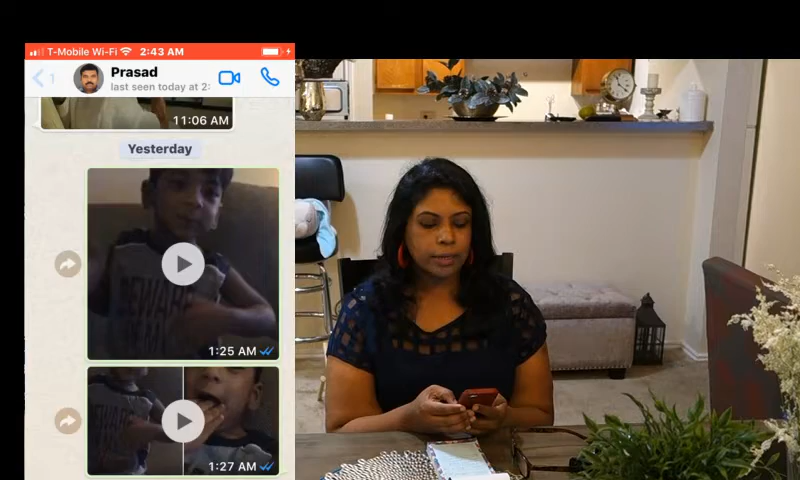 T-Mobile Wi-Fi 2:43 AM
1 Prasad
last seen today at 2:
11:06 AM
Yesterday
BEWARE
1:25 AM
1:27 AM